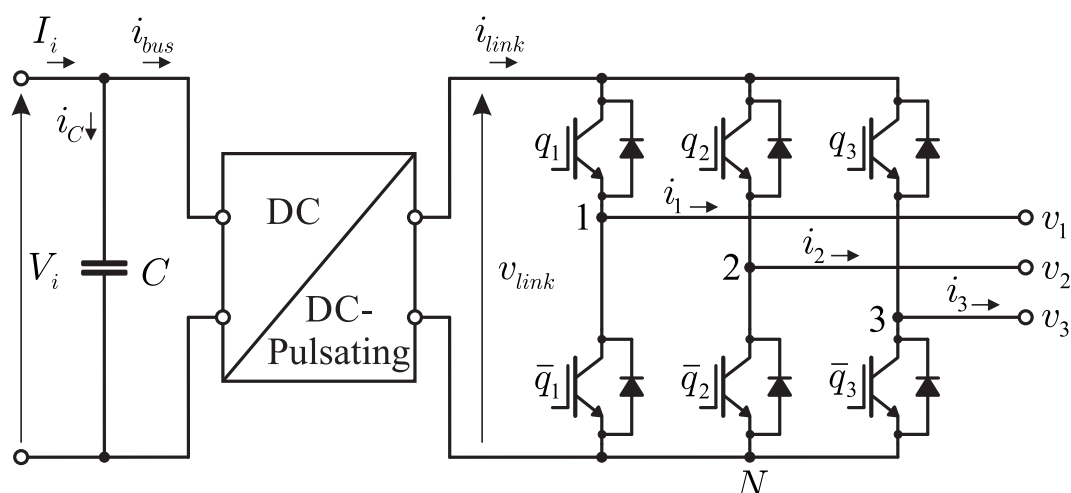 I_i
i_bus
i_link
i_C
q_1
q_2
q_3
DC
1
i_1
v_1
V_i
C
v_link
2
i_2
v_2
DC-
Pulsating
3
i_3
v_3
q̅_1
q̅_2
q̅_3
N